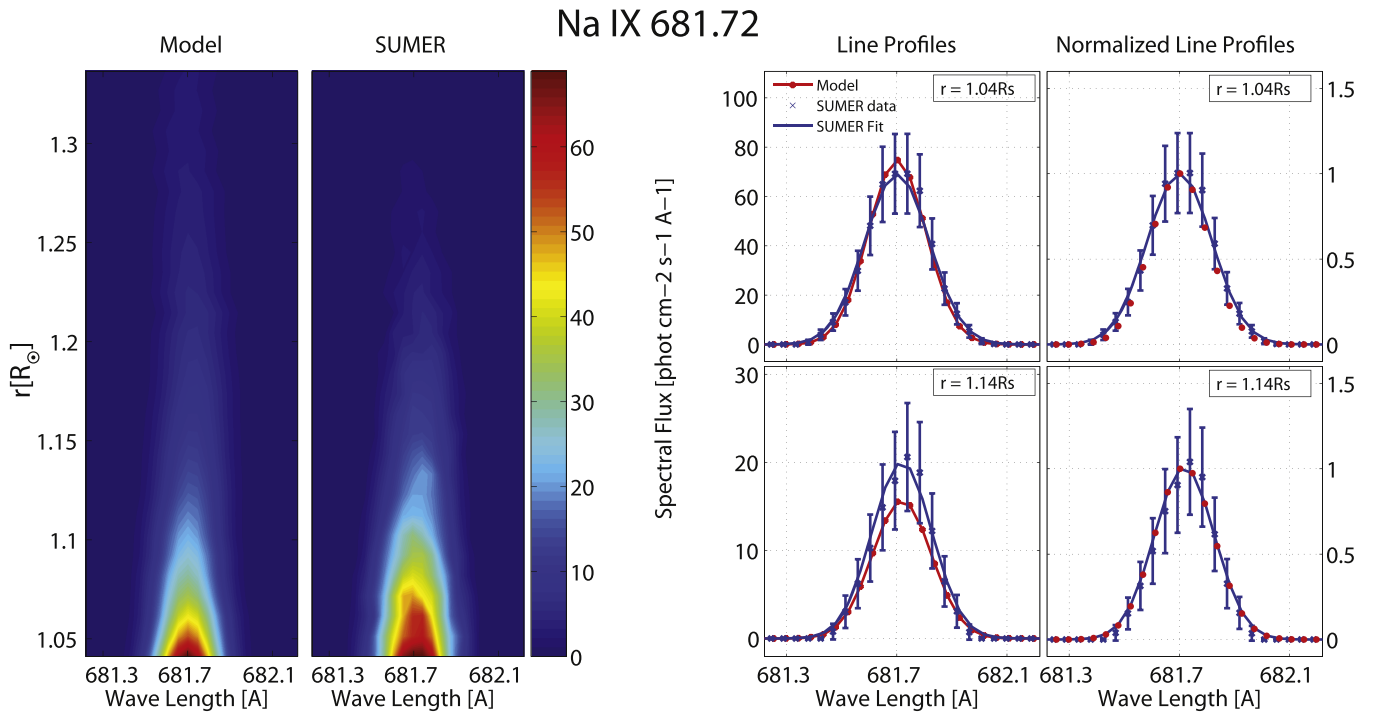 Na IX 681.72
Model
SUMER
Line Profiles
Normalized Line Profiles
r[R⊙]
1.3
1.25
1.2
1.15
1.1
1.05
681.3 681.7 682.1
Wave Length [A]
681.3 681.7 682.1
Wave Length [A]
60
50
40
30
20
10
0
Spectral Flux [phot cm−2 s−1 A−1]
Model
SUMER data
SUMER Fit
r = 1.04Rs
100
80
60
40
20
0
r = 1.04Rs
1.5
1
0.5
0
r = 1.14Rs
30
20
10
0
681.3 681.7 682.1
Wave Length [A]
r = 1.14Rs
1.5
1
0.5
0
681.3 681.7 682.1
Wave Length [A]